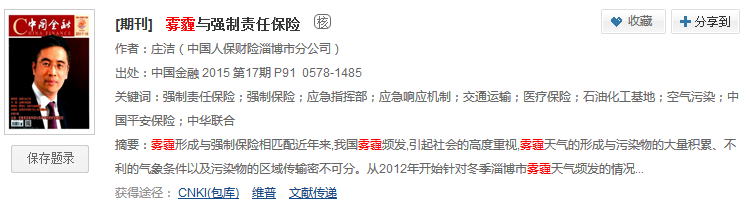 中国金融
CHINA FINANCE
[期刊] 雾霾与强制责任保险 核
收藏
分享到
作者：庄洁（中国人保财险淄博市分公司）
出处：中国金融 2015 第17期 P91 0578-1485
关键词：强制责任保险；强制保险；应急指挥部；应急响应机制；交通运输；医疗保险；石油化工基地；空气污染；中
国平安保险；中华联合
摘要：雾霾形成与强制保险相匹配近年来,我国雾霾频发,引起社会的高度重视,雾霾天气的形成与污染物的大量积累、不
利的气象条件以及污染物的区域传输密不可分。从2012年开始针对冬季淄博市雾霾天气频发的情况...
保存题录
获得途径： CNKI(包库) 维普 文献传递